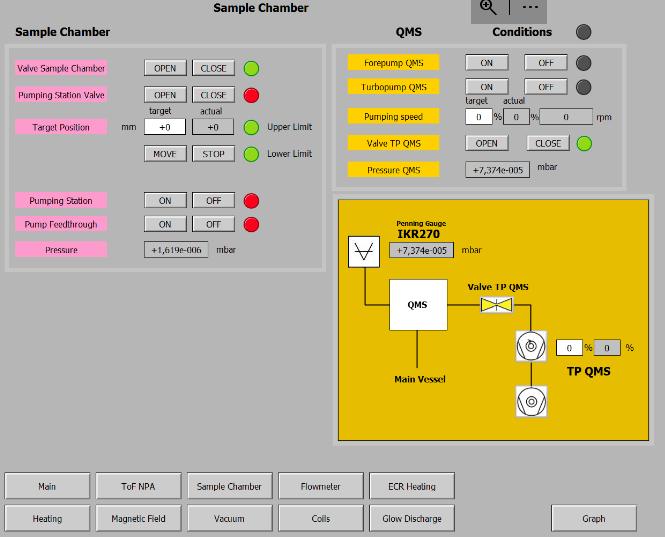 Sample Chamber
Sample Chamber
Valve Sample Chamber OPEN CLOSE
Pumping Station Valve OPEN CLOSE
target actual
Target Position mm +0 +0 Upper Limit
MOVE STOP Lower Limit
Pumping Station ON OFF
Pump Feedthrough ON OFF
Pressure +1,619e-006 mbar
QMS Conditions
Forepump QMS ON OFF
Turbopump QMS ON OFF
target actual
Pumping speed 0 % 0 % 0 rpm
Valve TP QMS OPEN CLOSE
Pressure QMS +7,374e-005 mbar
Penning Gauge
IKR270
+7,374e-005 mbar
Valve TP QMS
QMS
0 % 0 %
TP QMS
Main Vessel
Main ToF NPA Sample Chamber Flowmeter ECR Heating
Heating Magnetic Field Vacuum Coils Glow Discharge Graph